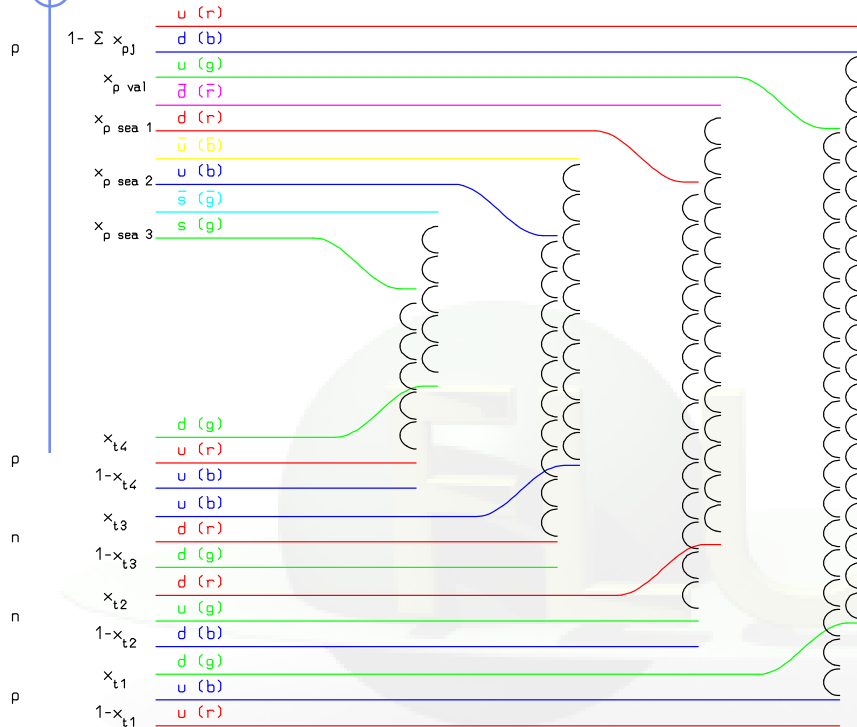 u (r)
1- Σ x_pj d (b)
p
x_p val u (g)
d̄ (r̄)
x_p sea 1 d (r)
ū (b̄)
x_p sea 2 u (b)
s̄ (ḡ)
x_p sea 3 s (g)
x_t4 d (g)
p
u (r)
1-x_t4 u (b)
x_t3 u (b)
n
d (r)
1-x_t3 d (g)
x_t2 d (r)
n
u (g)
1-x_t2 d (b)
x_t1 d (g)
p
u (b)
1-x_t1 u (r)